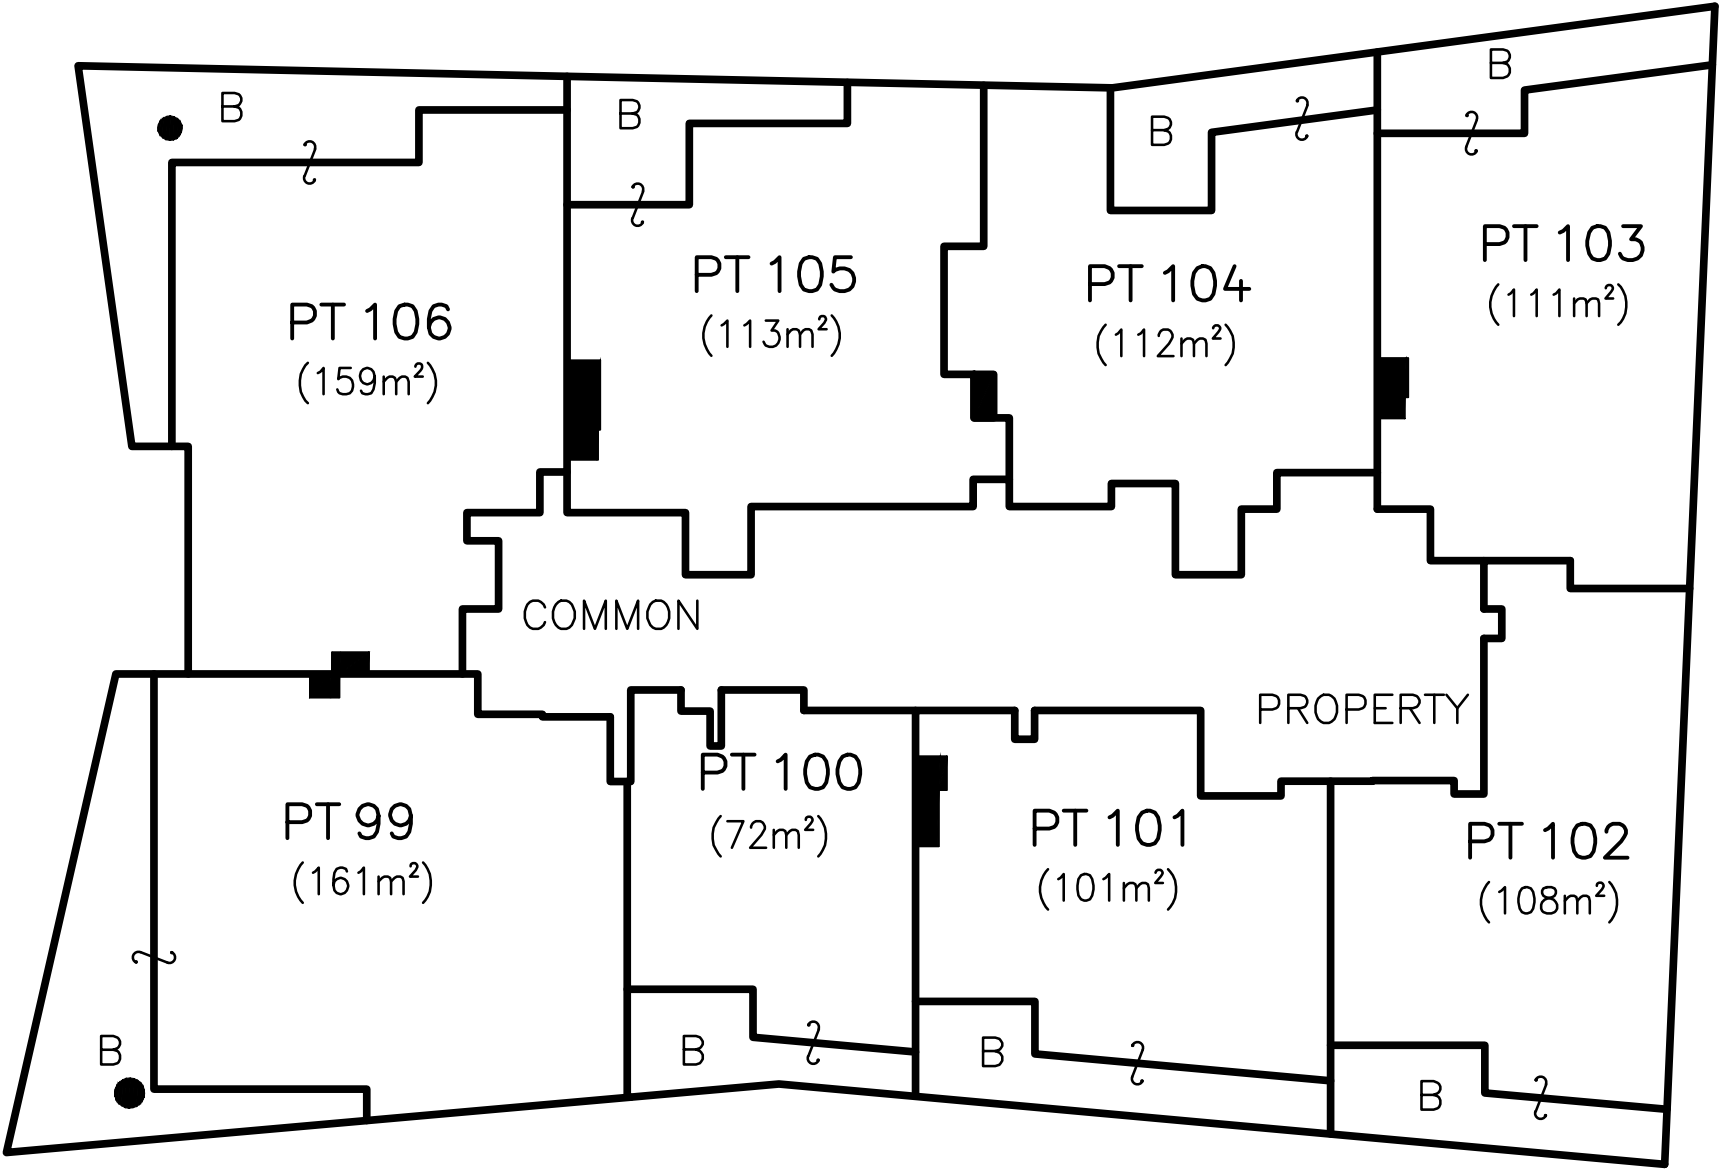 B
B
B
B
PT 106
(159m²)
PT 105
(113m²)
PT 104
(112m²)
PT 103
(111m²)
COMMON
PROPERTY
PT 99
(161m²)
PT 100
(72m²)
PT 101
(101m²)
PT 102
(108m²)
B
B
B
B